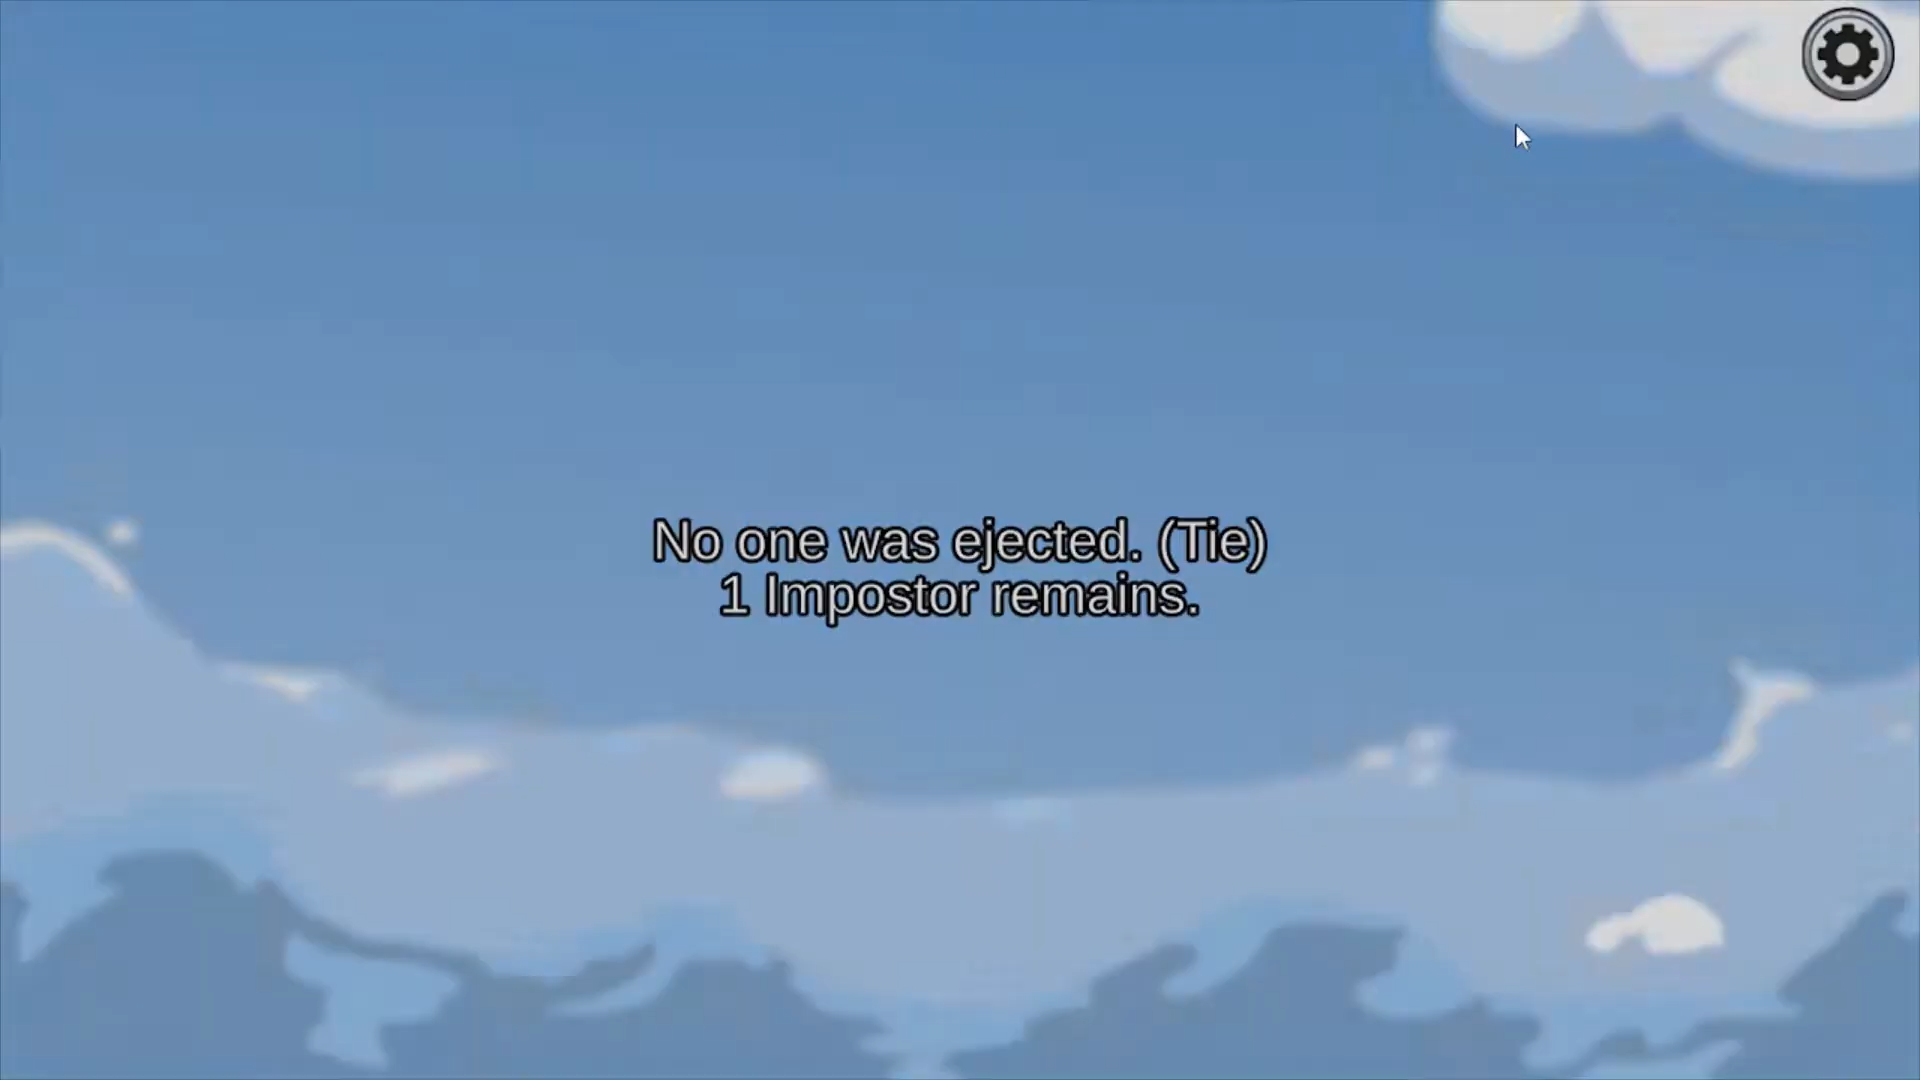 No one was ejected. (Tie)
1 Impostor remains.